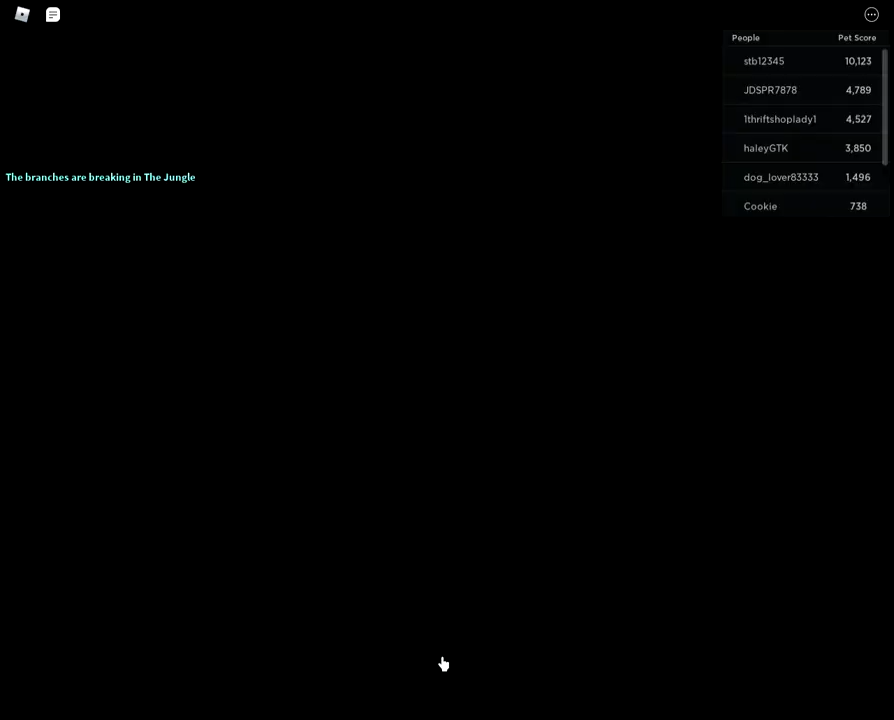 People Pet Score
stb12345 10,123
JDSPR7878 4,789
1thriftshoplady1 4,527
haleyGTK 3,850
The branches are breaking in The Jungle
dog_lover83333 1,496
Cookie 738